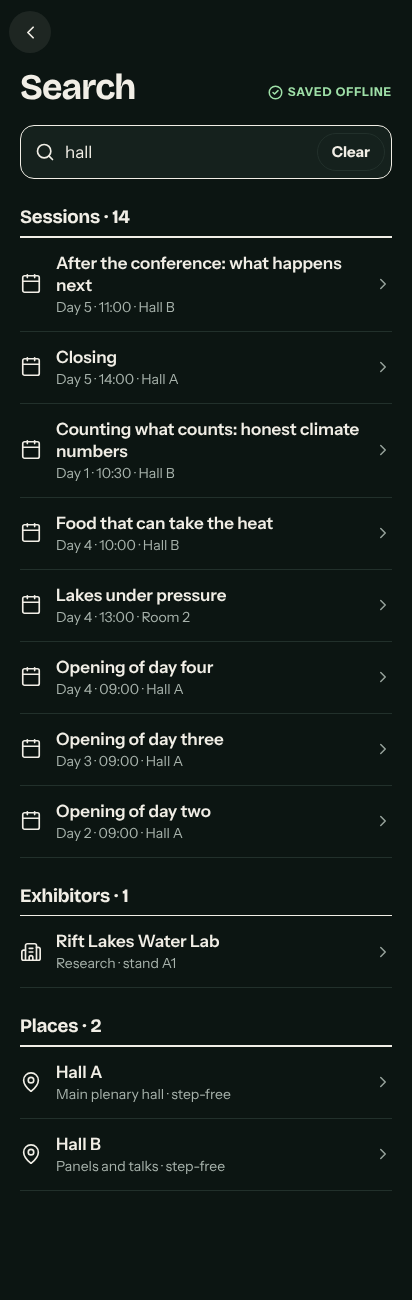 Search
SAVED OFFLINE
hall
Clear
Sessions · 14
After the conference: what happens
next
Day 5 · 11:00 · Hall B
Closing
Day 5 · 14:00 · Hall A
Counting what counts: honest climate
numbers
Day 1 · 10:30 · Hall B
Food that can take the heat
Day 4 · 10:00 · Hall B
Lakes under pressure
Day 4 · 13:00 · Room 2
Opening of day four
Day 4 · 09:00 · Hall A
Opening of day three
Day 3 · 09:00 · Hall A
Opening of day two
Day 2 · 09:00 · Hall A
Exhibitors · 1
Rift Lakes Water Lab
Research · stand A1
Places · 2
Hall A
Main plenary hall · step-free
Hall B
Panels and talks · step-free